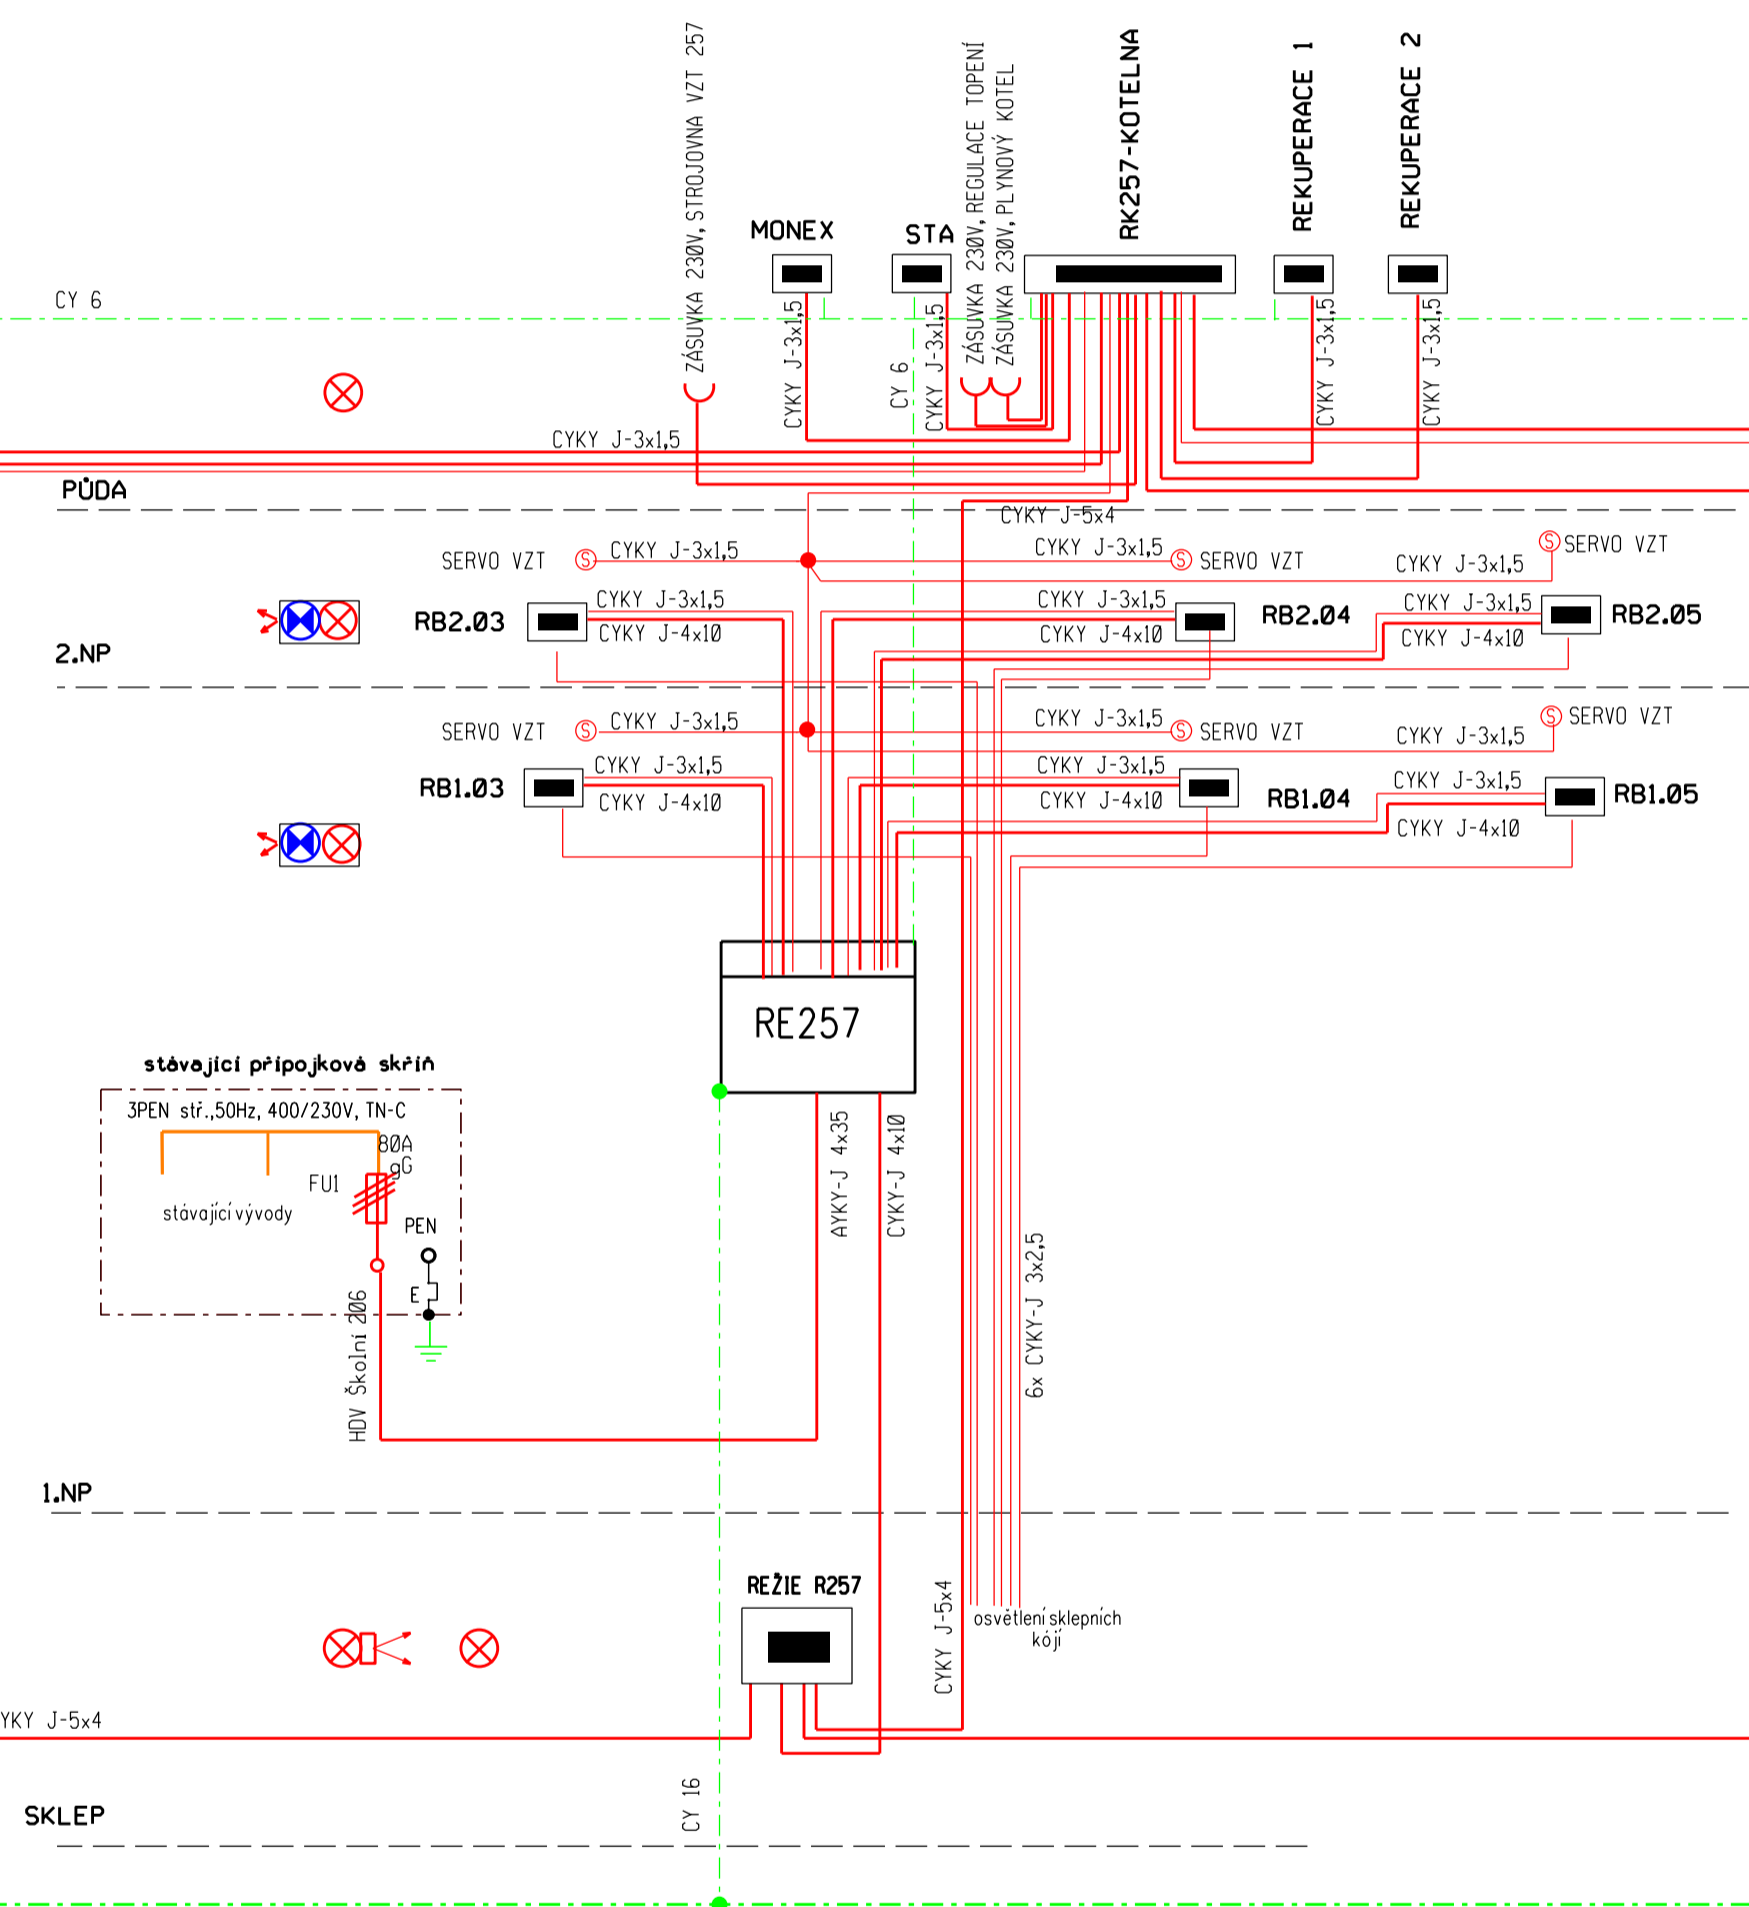 ZÁSUVKA 230V, STROJOVNA VZT 257
MONEX
STA
ZÁSUVKA 230V, REGULACE TOPENÍ
ZÁSUVKA 230V, PLYNOVÝ KOTEL
RK257-KOTELNA
REKUPERACE 1
REKUPERACE 2
CY 6
CYKY J-3x1,5
CY 6
CYKY J-3x1,5
CYKY J-3x1,5
CYKY J-3x1,5
CYKY J-3x1,5
PŮDA
CYKY J-5x4
SERVO VZT
S
CYKY J-3x1,5
CYKY J-3x1,5
S
SERVO VZT
CYKY J-3x1,5
S
SERVO VZT
RB2.03
CYKY J-3x1,5
CYKY J-4x10
CYKY J-3x1,5
CYKY J-4x10
RB2.04
CYKY J-3x1,5
CYKY J-4x10
RB2.05
2.NP
SERVO VZT
S
CYKY J-3x1,5
CYKY J-3x1,5
S
SERVO VZT
CYKY J-3x1,5
S
SERVO VZT
RB1.03
CYKY J-3x1,5
CYKY J-4x10
CYKY J-3x1,5
CYKY J-4x10
RB1.04
CYKY J-3x1,5
CYKY J-4x10
RB1.05
RE257
stávající přípojková skříň
3PEN stř.,50Hz, 400/230V, TN-C
80A
gG
FU1
stávající vývody
PEN
E
HDV Školní 206
AYKY-J 4x35
CYKY-J 4x10
6x CYKY-J 3x2,5
1.NP
REŽIE R257
CYKY J-5x4
osvětlení sklepních
kójí
YKY J-5x4
CY 16
SKLEP